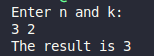 Enter n and k:
3 2
The result is 3